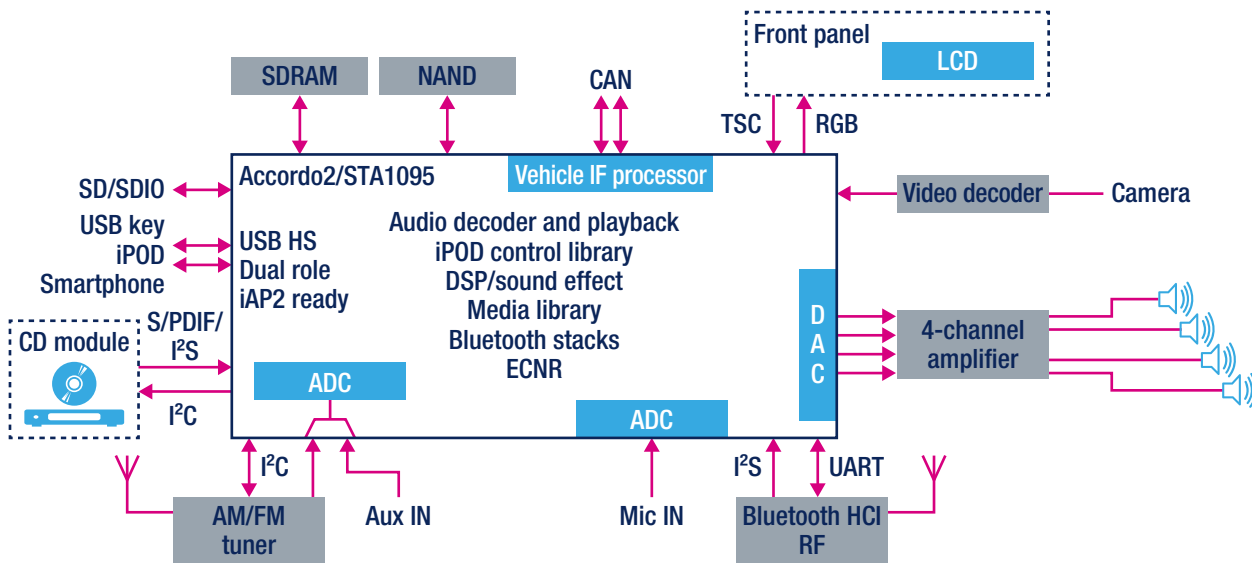 Front panel
LCD
SDRAM
NAND
CAN
TSC
RGB
Accordo2/STA1095
Vehicle IF processor
SD/SDIO
Video decoder
Camera
USB key
iPOD
Smartphone
USB HS
Dual role
iAP2 ready
Audio decoder and playback
iPOD control library
DSP/sound effect
Media library
Bluetooth stacks
ECNR
S/PDIF/
I²S
CD module
I²C
D
A
C
4-channel
amplifier
ADC
ADC
I²C
I²S
UART
AM/FM
tuner
Aux IN
Mic IN
Bluetooth HCI
RF